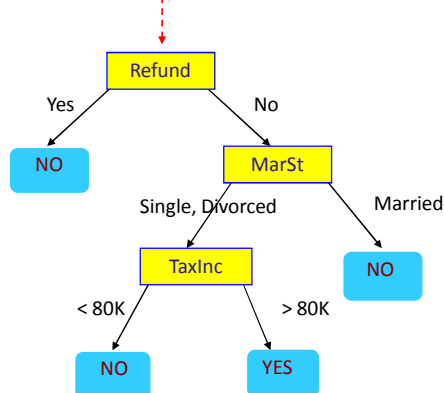 Refund
Yes
No
NO
MarSt
Single, Divorced
Married
TaxInc
NO
< 80K
> 80K
NO
YES